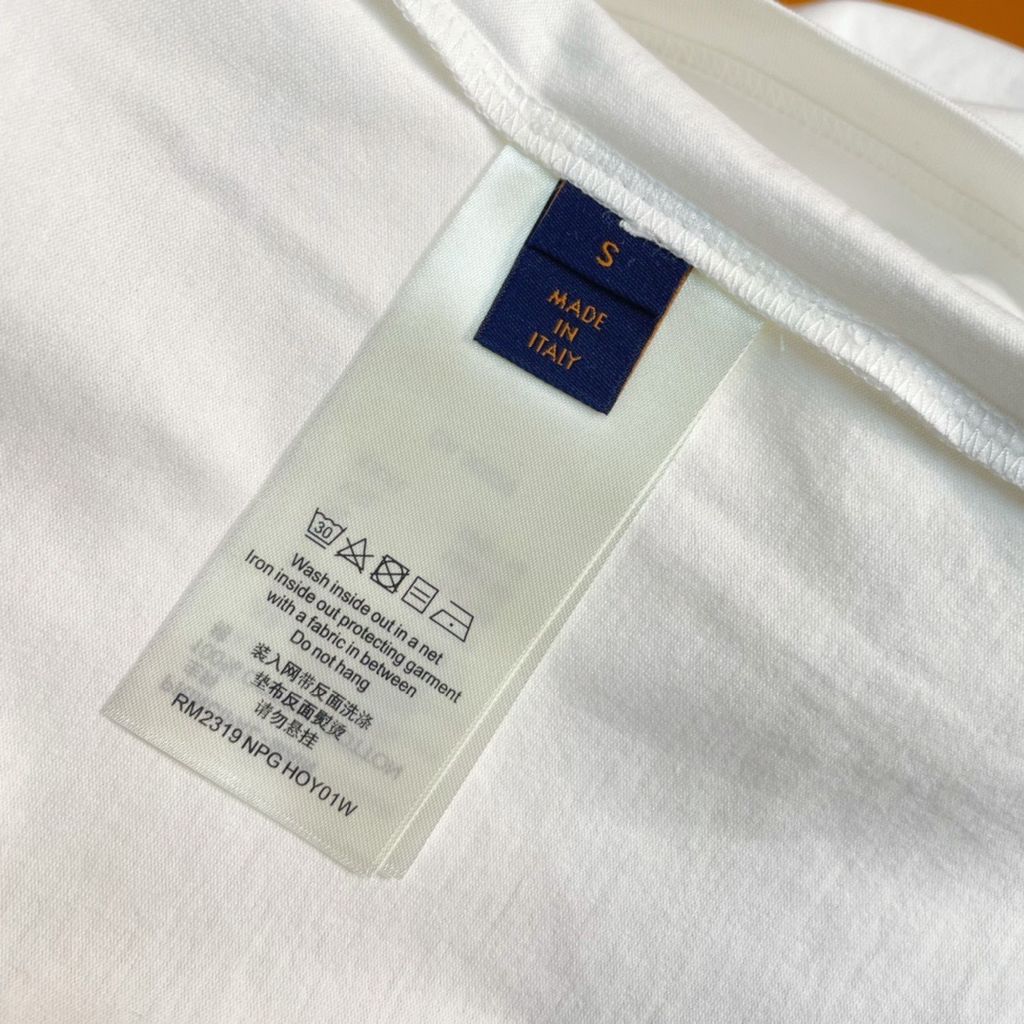 S
MADE
IN
ITALY
30
Wash inside out in a net
Iron inside out protecting garment
with a fabric in between
Do not hang
装入网带反面洗涤
垫布反面熨烫
请勿悬挂
RM2319 NPG HOY01W